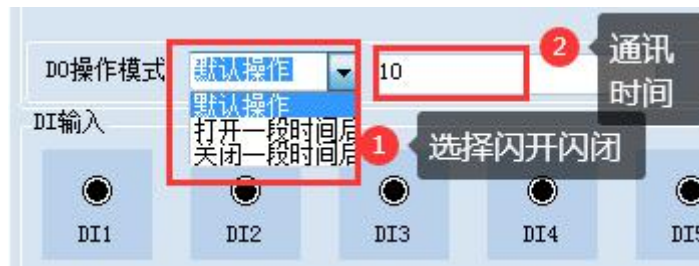 DO操作模式 默认操作 10
2 通讯时间
默认操作
打开一段时间后
关闭一段时间后
1 选择闪开闪闭
DI输入
DI1 DI2 DI3 DI4